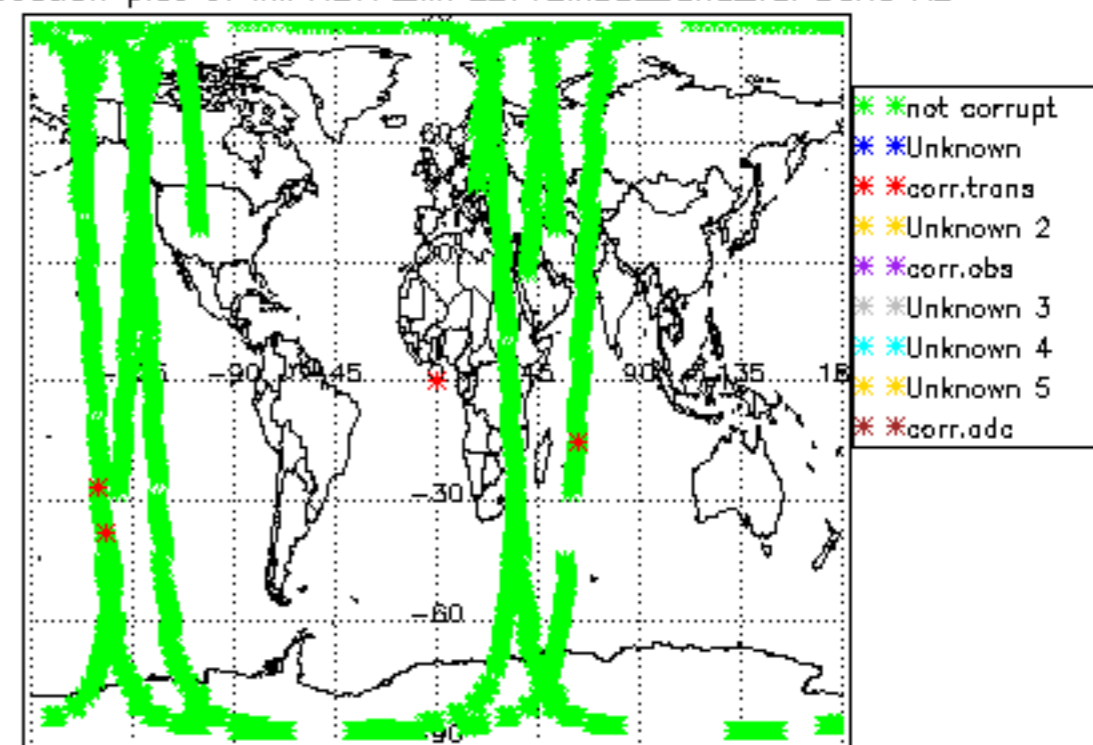 not corrupt
Unknown
corr.trans
Unknown 2
corr.obs
Unknown 3
Unknown 4
Unknown 5
corr.adc
60
-90 45 90 135
-30
-60
-90